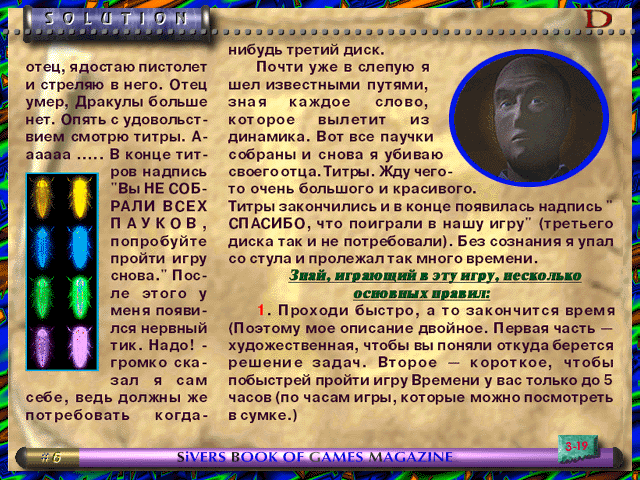 SOLUTION
D
отец, ядостаю пистолет
и стреляю в него. Отец
умер, Дракулы больше
нет. Опять с удовольст-
вием смотрю титры. А-
ааааа ..... В конце тит-
ров надпись
"Вы НЕ СОБ-
РАЛИ ВСЕХ
ПАУКОВ,
попробуйте
пройти игру
снова." Пос-
ле этого у
меня появи-
лся нервный
тик. Надо! -
громко ска-
зал я сам
себе, ведь должны же
потребовать когда-
нибудь третий диск.
Почти уже в слепую я
шел известными путями,
зная каждое слово,
которое вылетит из
динамика. Вот все паучки
собраны и снова я убиваю
своего отца. Титры. Жду чего-
то очень большого и красивого.
Титры закончились и в конце появилась надпись "
СПАСИБО, что поиграли в нашу игру" (третьего
диска так и не потребовали). Без сознания я упал
со стула и пролежал так много времени.
Знай, играющий в эту игру, несколько
основных правил:
1. Проходи быстро, а то закончится время
(Поэтому мое описание двойное. Первая часть —
художественная, чтобы вы поняли откуда берется
решение задач. Второе — короткое, чтобы
побыстрей пройти игру Времени у вас только до 5
часов (по часам игры, которые можно посмотреть
в сумке.)
#6
SiVERS BOOK OF GAMES MAGAZINE
3-19